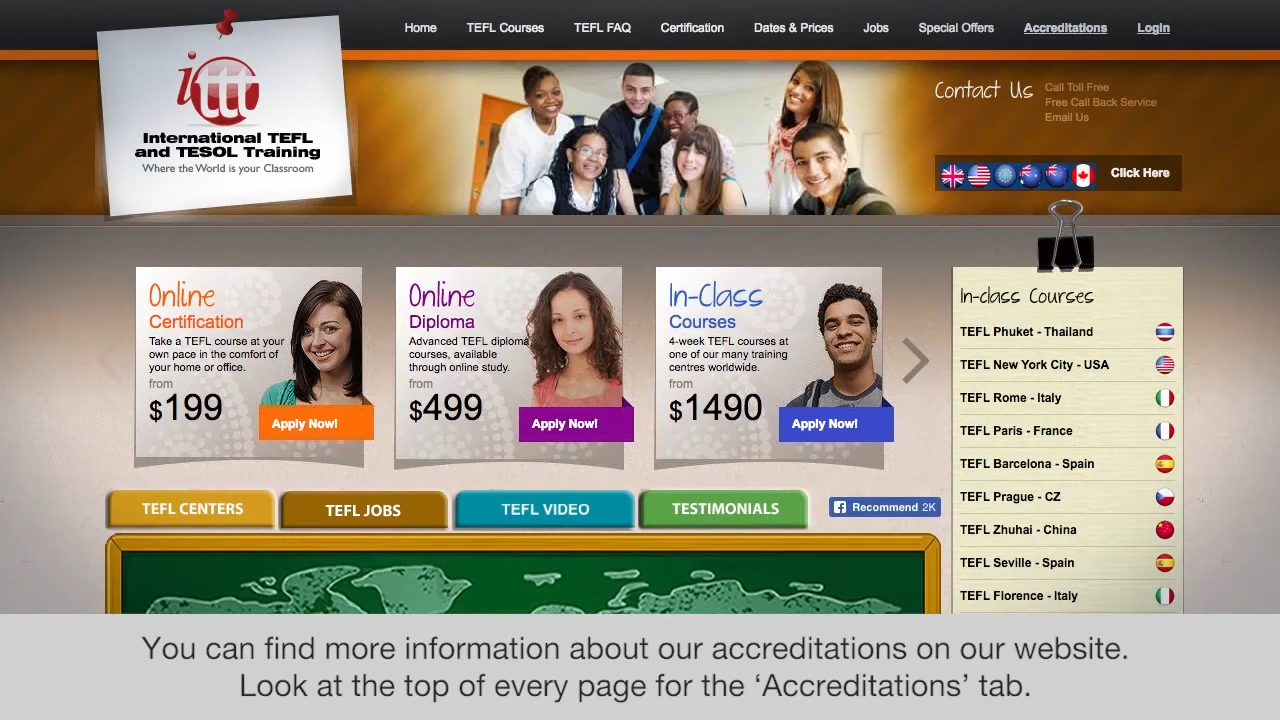 Home TEFL Courses TEFL FAQ Certification Dates & Prices Jobs Special Offers Accreditations Login
ittt
International TEFL
and TESOL Training
Where the World is your Classroom
Contact Us
Call Toll Free
Free Call Back Service
Email Us
Click Here
Online
Certification
Take a TEFL course at your
own pace in the comfort of
your home or office.
from
$199
Apply Now!
Online
Diploma
Advanced TEFL diploma
courses, available
through online study.
from
$499
Apply Now!
In-Class
Courses
4-week TEFL courses at
one of our many training
centres worldwide.
from
$1490
Apply Now!
In-class Courses
TEFL Phuket - Thailand
TEFL New York City - USA
TEFL Rome - Italy
TEFL Paris - France
TEFL Barcelona - Spain
TEFL Prague - CZ
TEFL Zhuhai - China
TEFL Seville - Spain
TEFL Florence - Italy
TEFL CENTERS TEFL JOBS TEFL VIDEO TESTIMONIALS
Recommend 2K
You can find more information about our accreditations on our website.
Look at the top of every page for the ‘Accreditations’ tab.